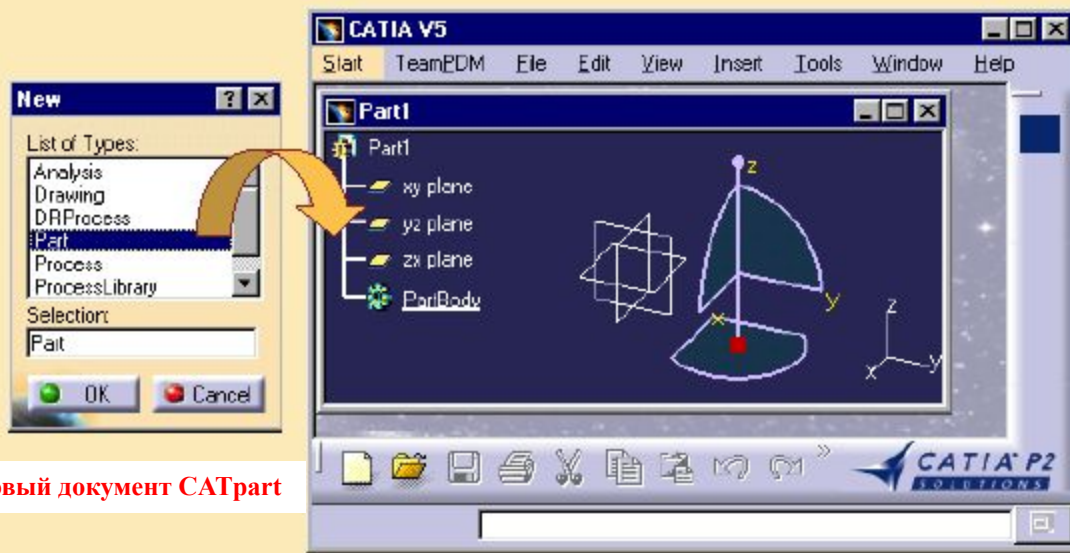 New
List of Types:
Analysis
Drawing
DRProcess
Part
Process
ProcessLibrary
Selection:
Part
OK Cancel
овый документ CATpart
CATIA V5
Start TeamPDM File Edit View Insert Tools Window Help
Part1
Part1
xy plane
yz plane
zx plane
PartBody
z
y
x
z
y
x
CATIA P2
SOLUTIONS